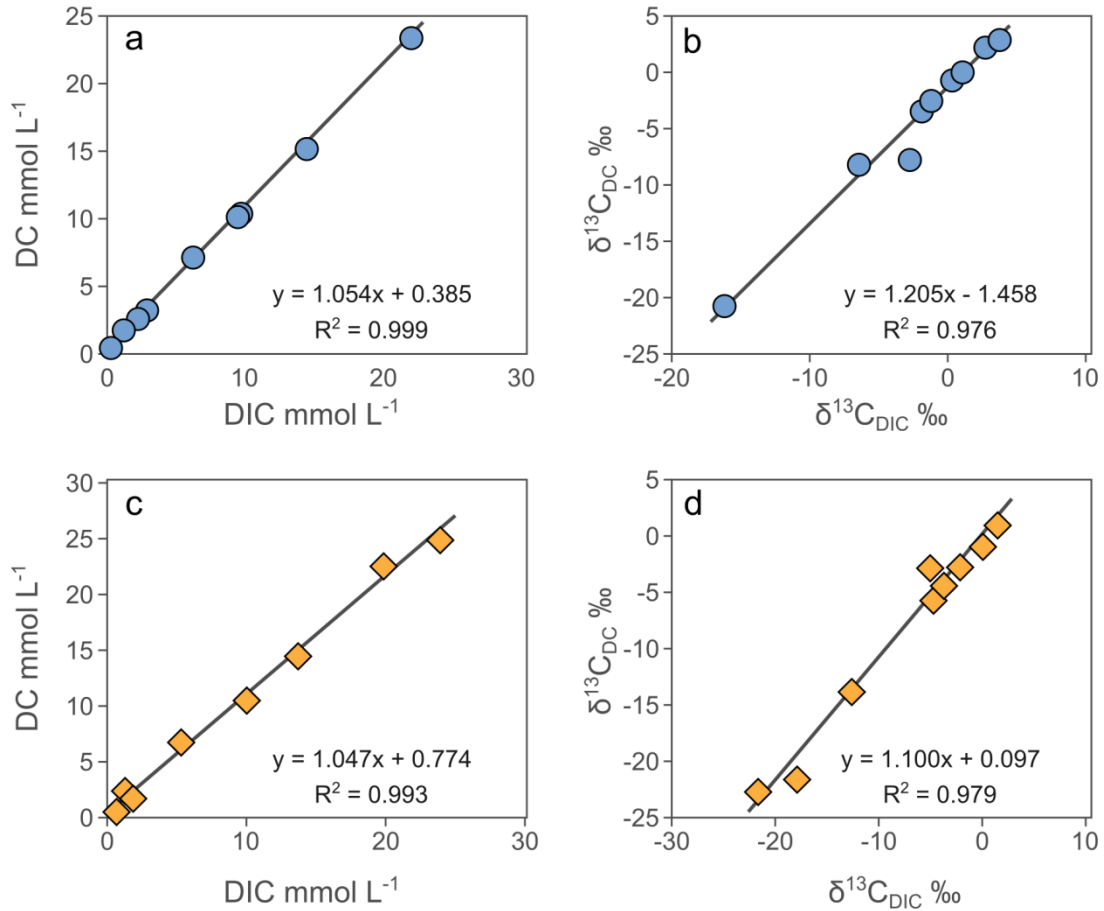 a
25
20
15
10
5
0
DC mmol L⁻¹
y = 1.054x + 0.385
R² = 0.999
0 10 20 30
DIC mmol L⁻¹
b
5
0
-5
-10
-15
-20
-25
δ¹³C_DC ‰
y = 1.205x - 1.458
R² = 0.976
-20 -10 0 10
δ¹³C_DIC ‰
c
30
25
20
15
10
5
0
DC mmol L⁻¹
y = 1.047x + 0.774
R² = 0.993
0 10 20 30
DIC mmol L⁻¹
d
5
0
-5
-10
-15
-20
-25
δ¹³C_DC ‰
y = 1.100x + 0.097
R² = 0.979
-30 -20 -10 0 10
δ¹³C_DIC ‰